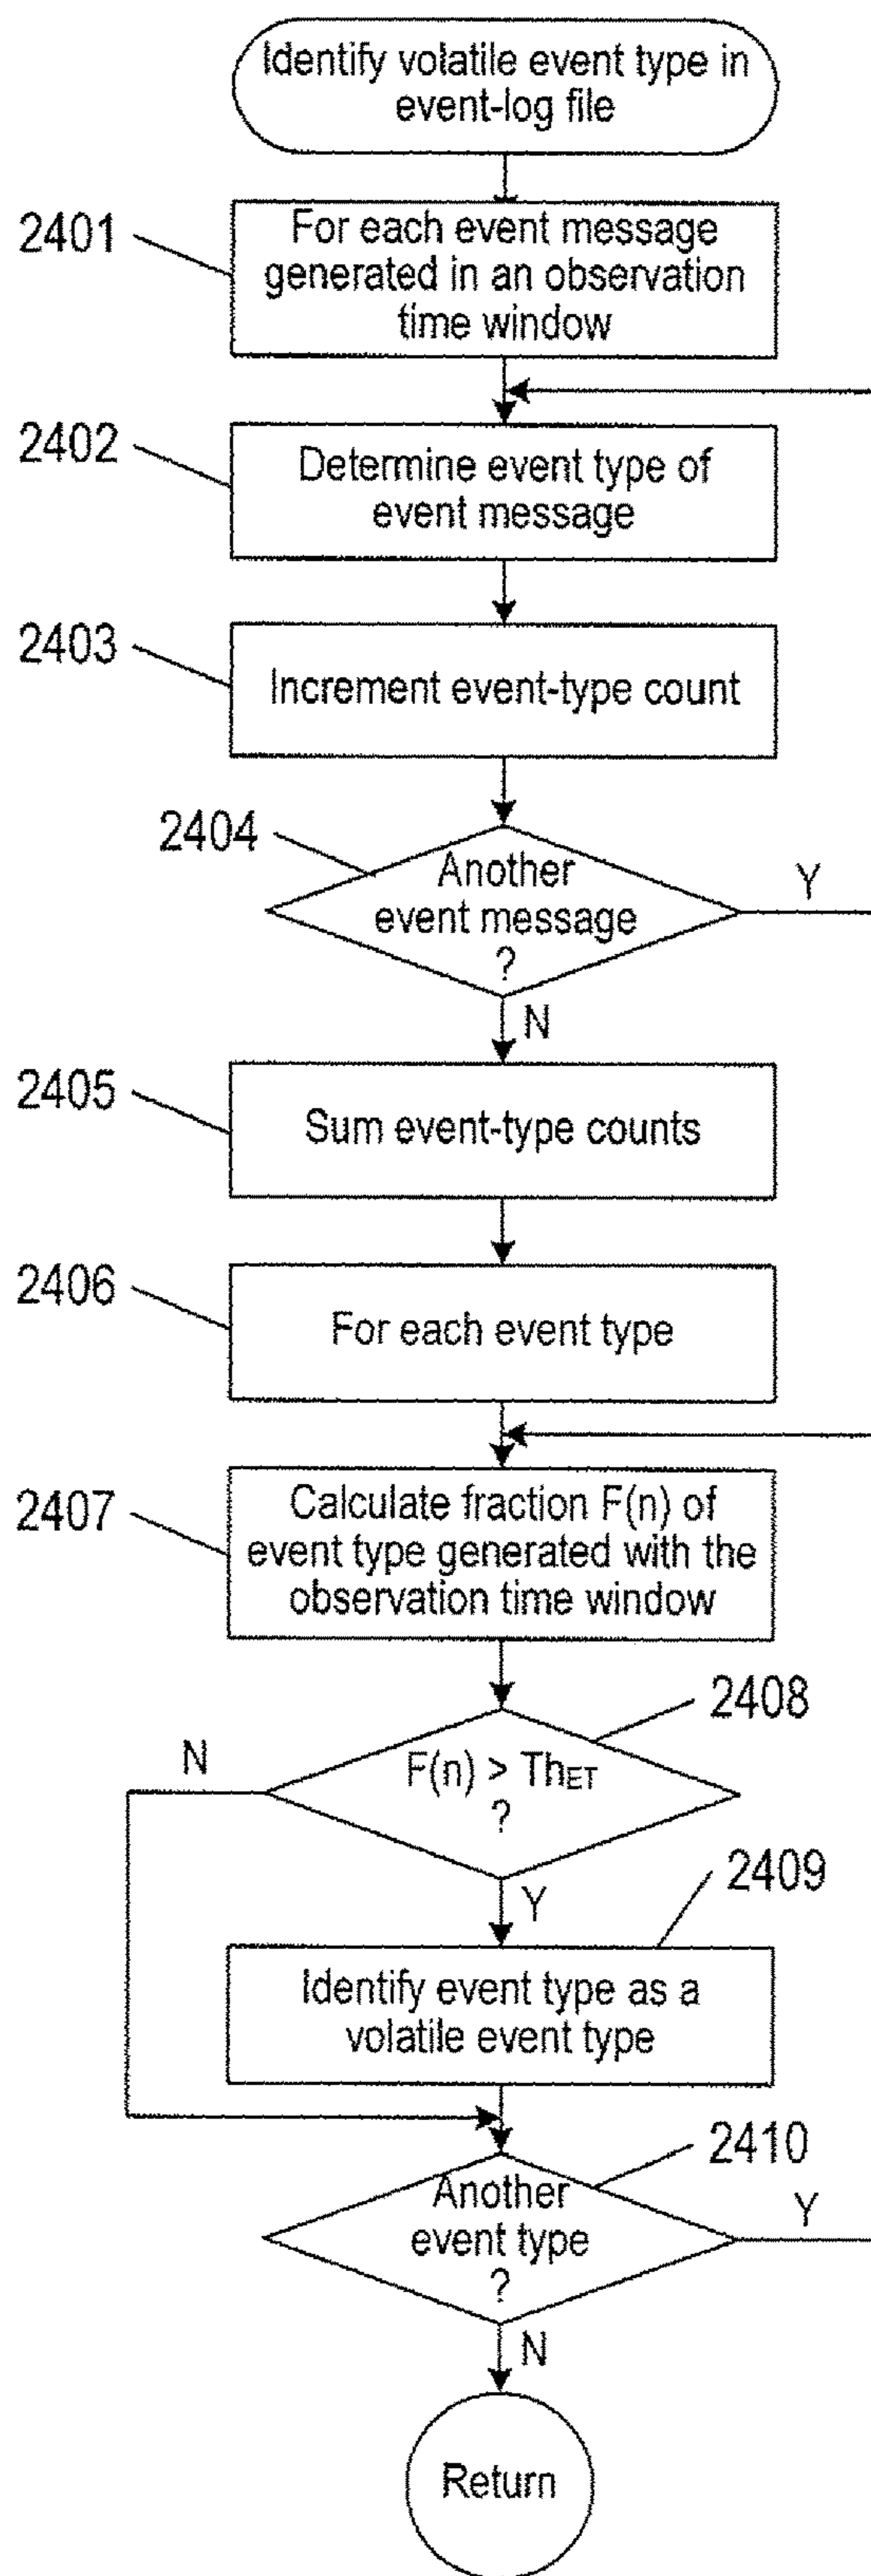 Identify volatile event type in
event-log file
2401
For each event message
generated in an observation
time window
2402
Determine event type of
event message
2403
Increment event-type count
2404
Another
event message
?
Y
N
2405
Sum event-type counts
2406
For each event type
2407
Calculate fraction F(n) of
event type generated with the
observation time window
2408
N
F(n) > ThET
?
2409
Y
Identify event type as a
volatile event type
2410
Another
event type
?
Y
N
Return